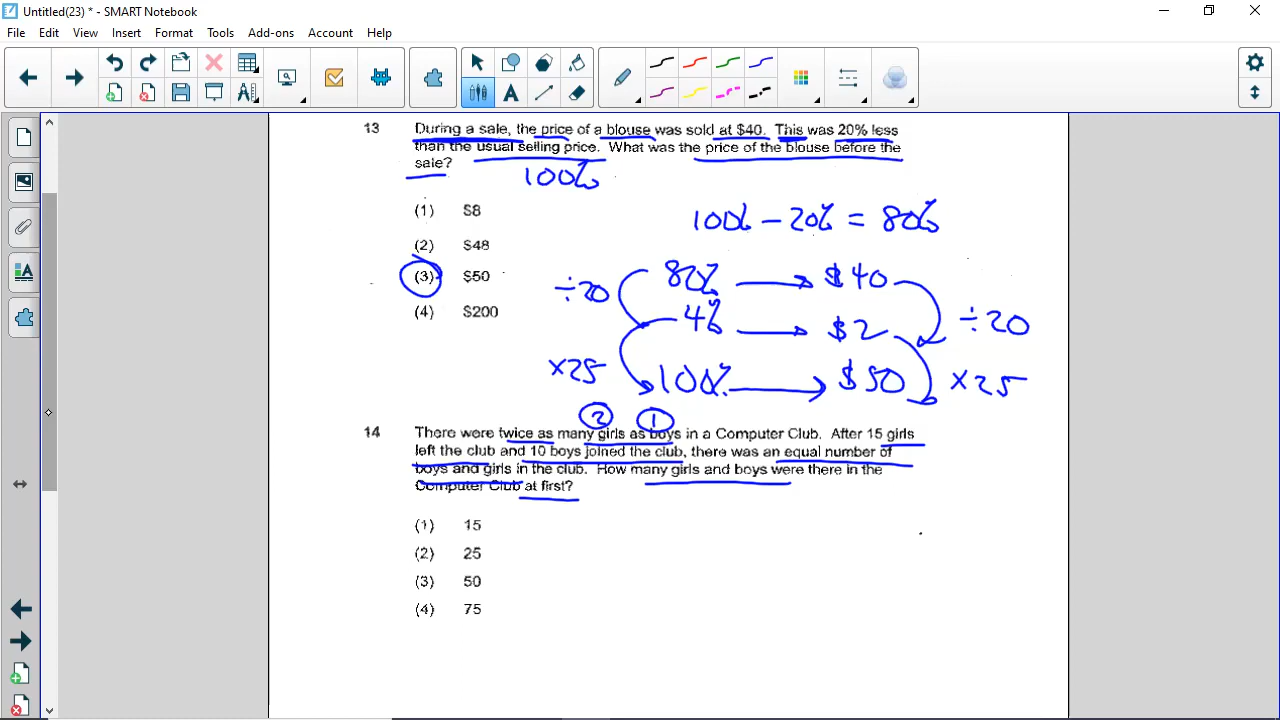 Untitled(23) * - SMART Notebook
File Edit View Insert Format Tools Add-ons Account Help
13 During a sale, the price of a blouse was sold at $40. This was 20% less
than the usual selling price. What was the price of the blouse before the
sale?
100%
(1) $8
100% - 20% = 80%
(2) $48
(3) $50
80% → $40
÷20
4% → $2
÷20
(4) $200
×25
100% → $50
×25
2 1
14 There were twice as many girls as boys in a Computer Club. After 15 girls
left the club and 10 boys joined the club, there was an equal number of
boys and girls in the club. How many girls and boys were there in the
Computer Club at first?
(1) 15
(2) 25
(3) 50
(4) 75